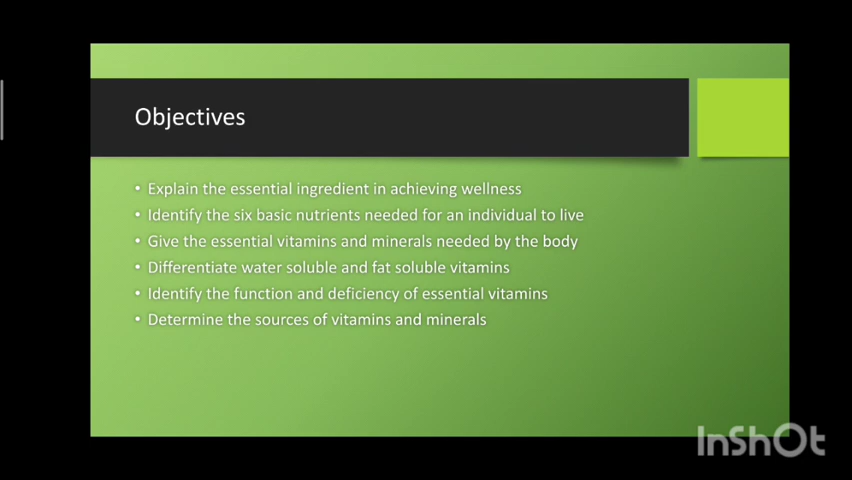 Objectives
• Explain the essential ingredient in achieving wellness
• Identify the six basic nutrients needed for an individual to live
• Give the essential vitamins and minerals needed by the body
• Differentiate water soluble and fat soluble vitamins
• Identify the function and deficiency of essential vitamins
• Determine the sources of vitamins and minerals
InShOt